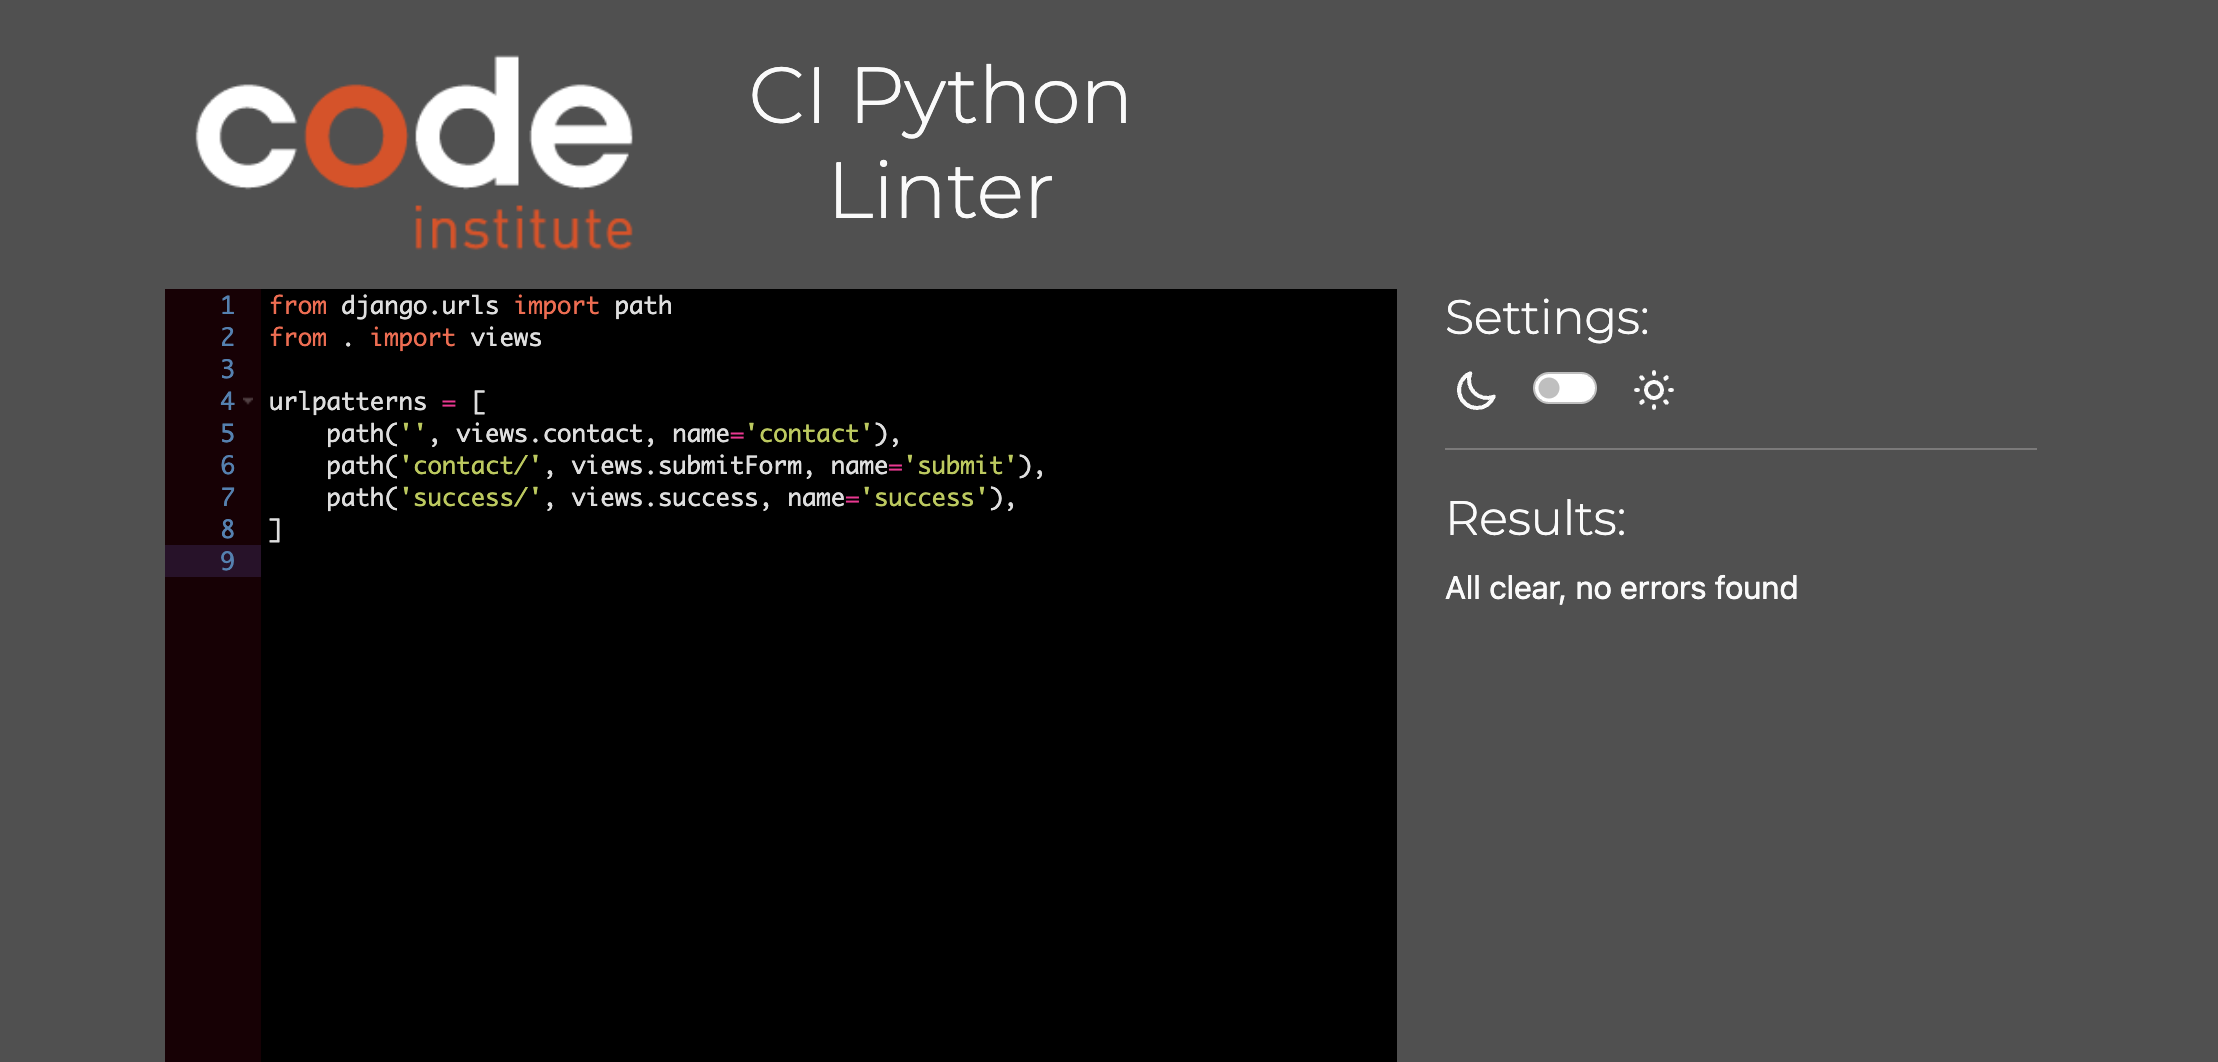 code
institute
CI Python
Linter
1 from django.urls import path
2 from . import views
3
4 urlpatterns = [
5     path('', views.contact, name='contact'),
6     path('contact/', views.submitForm, name='submit'),
7     path('success/', views.success, name='success'),
8 ]
9
Settings:
Results:
All clear, no errors found